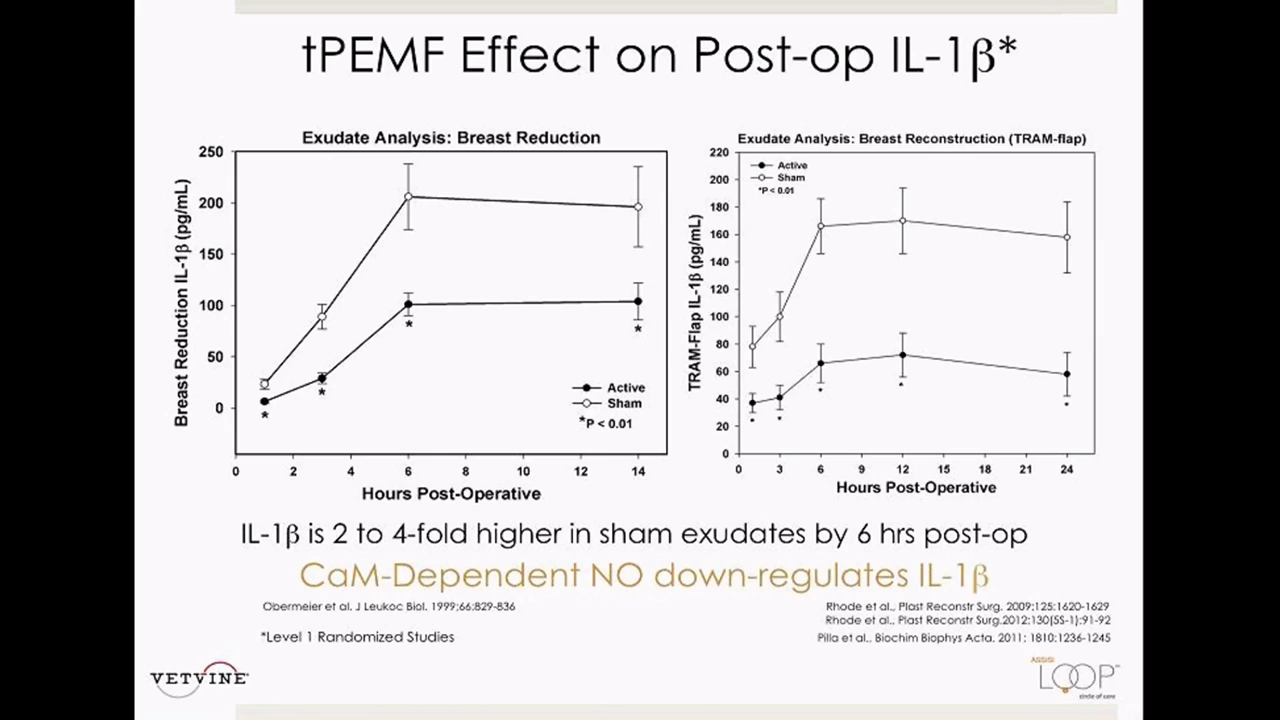 tPEMF Effect on Post-op IL-1β*
Exudate Analysis: Breast Reduction
Breast Reduction IL-1β (pg/mL)
250
200
150
100
50
0
*
*
*
*
Active
Sham
*P < 0.01
0 2 4 6 8 10 12 14
Hours Post-Operative
Exudate Analysis: Breast Reconstruction (TRAM-flap)
TRAM-Flap IL-1β (pg/mL)
220
200
180
160
140
120
100
80
60
40
20
0
Active
Sham
*P < 0.01
*
*
*
*
*
0 3 6 9 12 15 18 21 24
Hours Post-Operative
IL-1β is 2 to 4-fold higher in sham exudates by 6 hrs post-op
CaM-Dependent NO down-regulates IL-1β
Obermeier et al. J Leukoc Biol. 1999;66:829-836
*Level 1 Randomized Studies
Rhode et al., Plast Reconstr Surg. 2009;125:1620-1629
Rhode et al., Plast Reconstr Surg.2012;130(5S-1):91-92
Pilla et al., Biochim Biophys Acta. 2011; 1810:1236-1245
VETVINE
ASSISI
LOOP™
circle of care